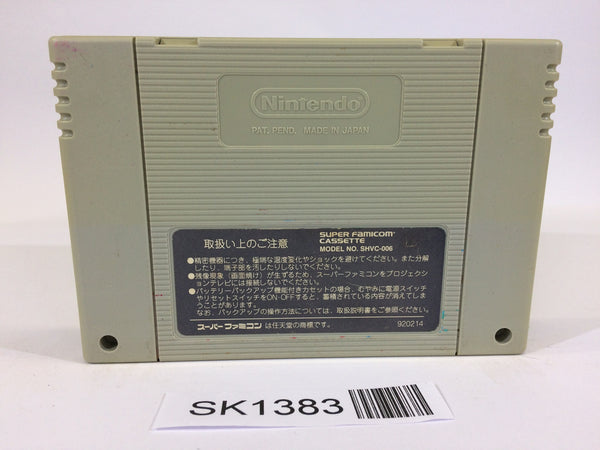 Nintendo
PAT. PEND. MADE IN JAPAN
取扱い上のご注意
SUPER FAMICOM
CASSETTE
MODEL NO. SHVC-006
●精密機器につき、極端な温度変化やショックを避けてください。また分解
したり、端子部を汚したりしないでください。
●残像現象(画面焼け)が生ずるため、スーパーファミコンをプロジェクシ
ョンテレビには接続しないでください。
●バッテリーバックアップ機能付きカセットの場合、むやみに電源スイッチ
やリセットスイッチをON-OFFすると、蓄積されている内容が消えてしま
うことがあります。
なお、バックアップの操作方法については、取扱説明書をご参照ください。
スーパーファミコン は任天堂の商標です。
920214
SK1383